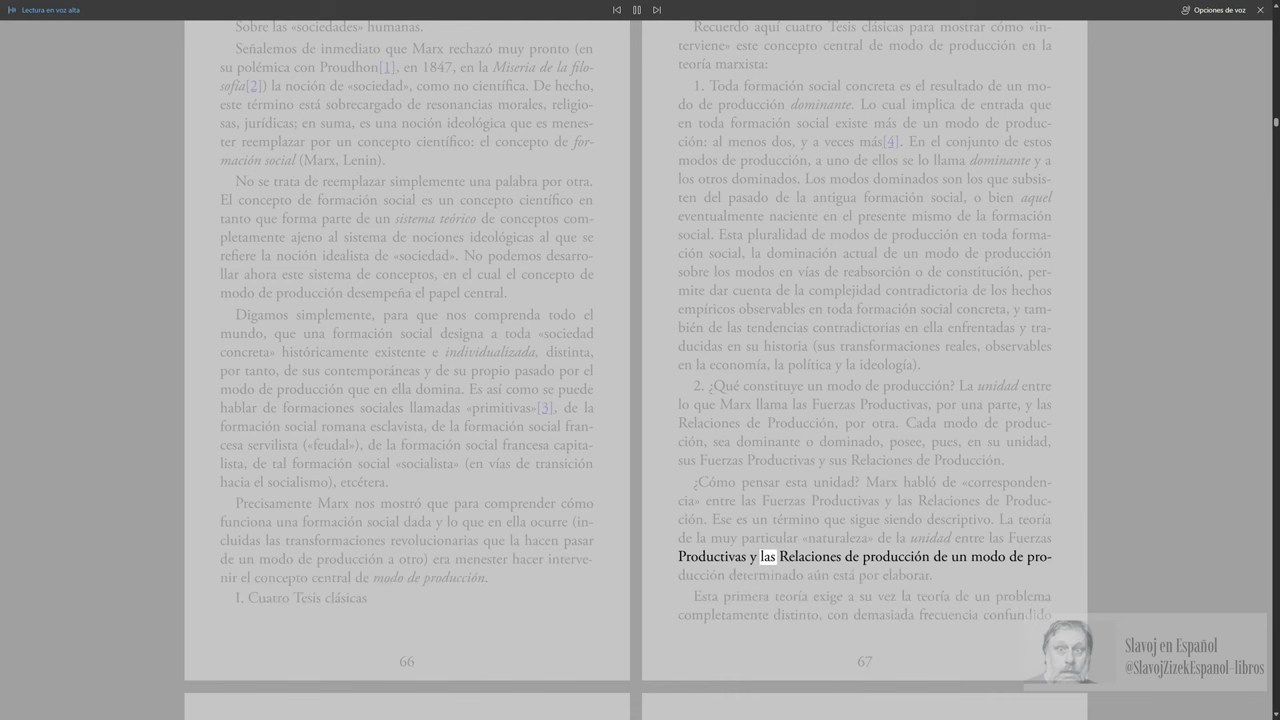 Lectura en voz alta
Opciones de voz
Sobre las «sociedades» humanas.
Señalemos de inmediato que Marx rechazó muy pronto (en
su polémica con Proudhon[1], en 1847, en la Miseria de la filo-
sofía[2]) la noción de «sociedad», como no científica. De hecho,
este término está sobrecargado de resonancias morales, religio-
sas, jurídicas; en suma, es una noción ideológica que es menes-
ter reemplazar por un concepto científico: el concepto de for-
mación social (Marx, Lenin).
No se trata de reemplazar simplemente una palabra por otra.
El concepto de formación social es un concepto científico en
tanto que forma parte de un sistema teórico de conceptos com-
pletamente ajeno al sistema de nociones ideológicas al que se
refiere la noción idealista de «sociedad». No podemos desarro-
llar ahora este sistema de conceptos, en el cual el concepto de
modo de producción desempeña el papel central.
Digamos simplemente, para que nos comprenda todo el
mundo, que una formación social designa a toda «sociedad
concreta» históricamente existente e individualizada, distinta,
por tanto, de sus contemporáneas y de su propio pasado por el
modo de producción que en ella domina. Es así como se puede
hablar de formaciones sociales llamadas «primitivas»[3], de la
formación social romana esclavista, de la formación social fran-
cesa servilista («feudal»), de la formación social francesa capita-
lista, de tal formación social «socialista» (en vías de transición
hacia el socialismo), etcétera.
Precisamente Marx nos mostró que para comprender cómo
funciona una formación social dada y lo que en ella ocurre (in-
cluidas las transformaciones revolucionarias que la hacen pasar
de un modo de producción a otro) era menester hacer interve-
nir el concepto central de modo de producción.
I. Cuatro Tesis clásicas
66
Recuerdo aquí cuatro Tesis clásicas para mostrar cómo «in-
terviene» este concepto central de modo de producción en la
teoría marxista:
1. Toda formación social concreta es el resultado de un mo-
do de producción dominante. Lo cual implica de entrada que
en toda formación social existe más de un modo de produc-
ción: al menos dos, y a veces más[4]. En el conjunto de estos
modos de producción, a uno de ellos se lo llama dominante y a
los otros dominados. Los modos dominados son los que subsis-
ten del pasado de la antigua formación social, o bien aquel
eventualmente naciente en el presente mismo de la formación
social. Esta pluralidad de modos de producción en toda forma-
ción social, la dominación actual de un modo de producción
sobre los modos en vías de reabsorción o de constitución, per-
mite dar cuenta de la complejidad contradictoria de los hechos
empíricos observables en toda formación social concreta, y tam-
bién de las tendencias contradictorias en ella enfrentadas y tra-
ducidas en su historia (sus transformaciones reales, observables
en la economía, la política y la ideología).
2. ¿Qué constituye un modo de producción? La unidad entre
lo que Marx llama las Fuerzas Productivas, por una parte, y las
Relaciones de Producción, por otra. Cada modo de produc-
ción, sea dominante o dominado, posee, pues, en su unidad,
sus Fuerzas Productivas y sus Relaciones de Producción.
¿Cómo pensar esta unidad? Marx habló de «corresponden-
cia» entre las Fuerzas Productivas y las Relaciones de Produc-
ción. Ese es un término que sigue siendo descriptivo. La teoría
de la muy particular «naturaleza» de la unidad entre las Fuerzas
Productivas y las Relaciones de producción de un modo de pro-
ducción determinado aún está por elaborar.
Esta primera teoría exige a su vez la teoría de un problema
completamente distinto, con demasiada frecuencia confundido
67
Slavoj en Español
@SlavojZizekEspanol-libros